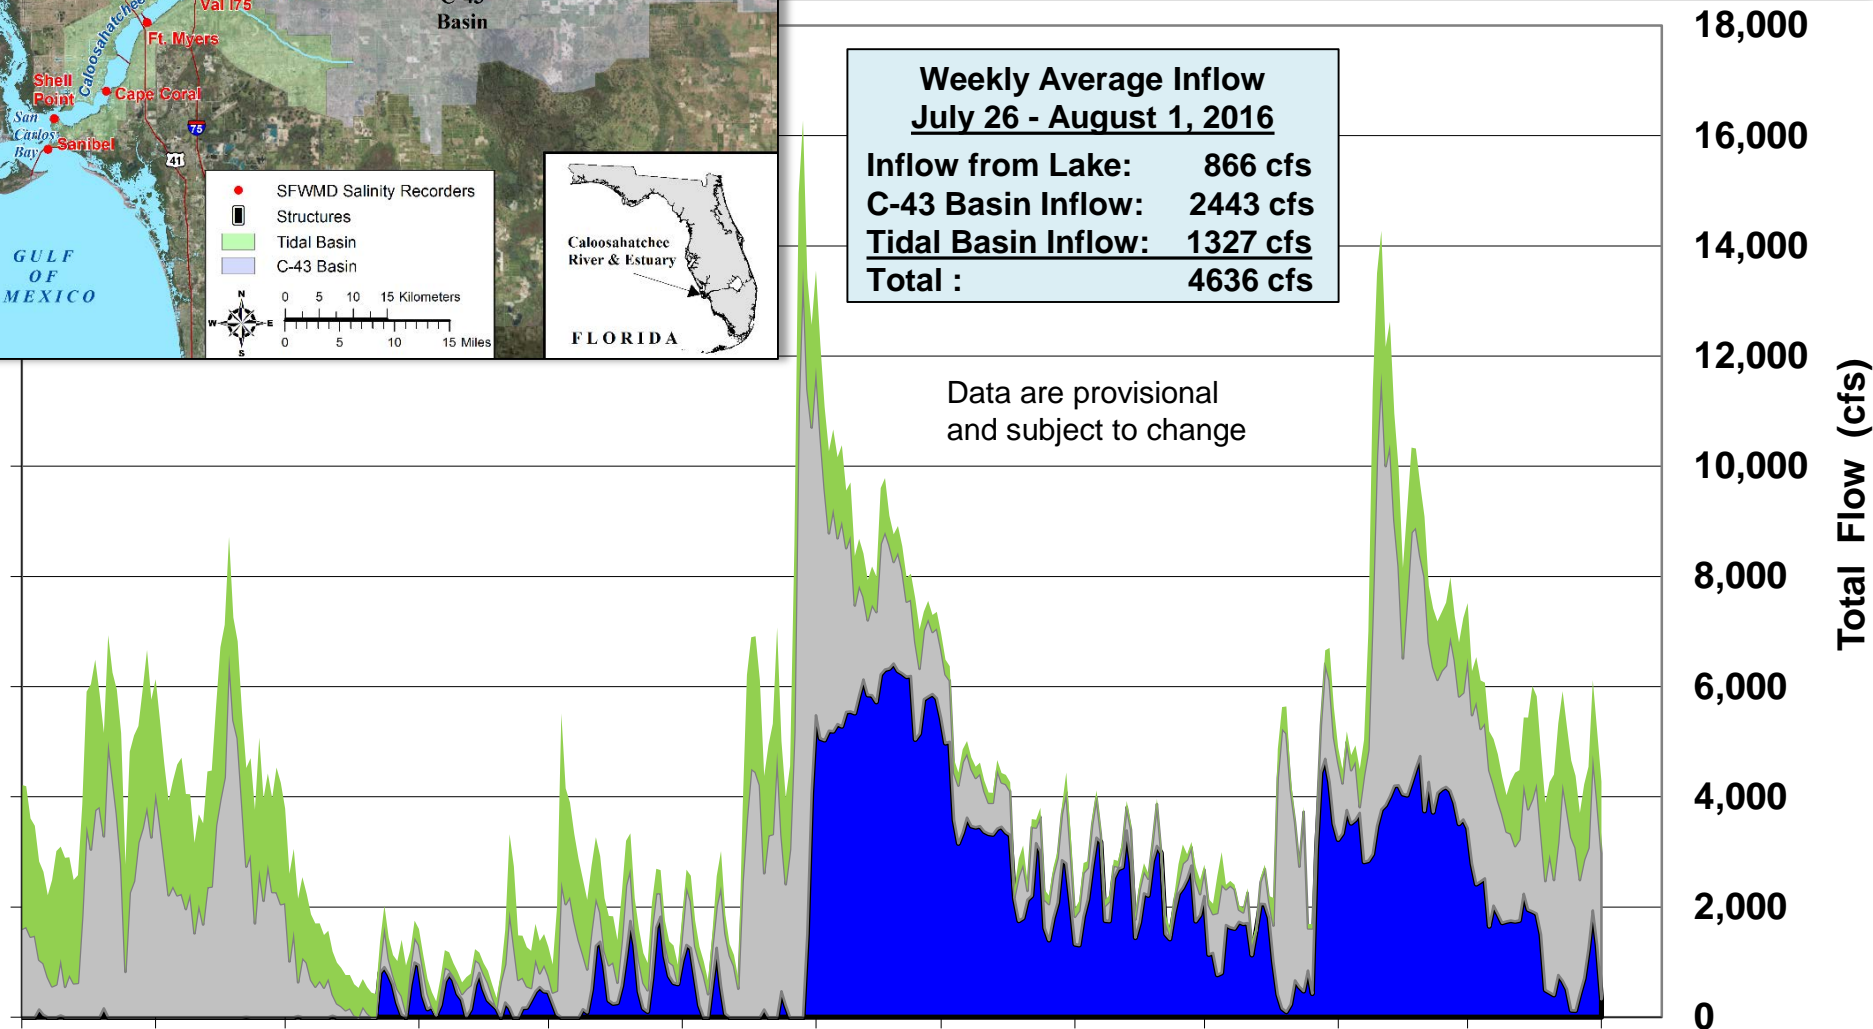 Caloosahatchee
Val I75
C-43
Basin
Ft. Myers
Shell
Point
Cape Coral
San
Carlos
Bay
Sanibel
75
41
GULF
OF
MEXICO
SFWMD Salinity Recorders
Structures
Tidal Basin
C-43 Basin
N
W
E
S
0 5 10 15 Kilometers
0 5 10 15 Miles
Caloosahatchee
River & Estuary
FLORIDA
Weekly Average Inflow
July 26 - August 1, 2016
Inflow from Lake: 866 cfs
C-43 Basin Inflow: 2443 cfs
Tidal Basin Inflow: 1327 cfs
Total : 4636 cfs
Data are provisional
and subject to change
18,000
16,000
14,000
12,000
10,000
8,000
6,000
4,000
2,000
0
Total Flow (cfs)